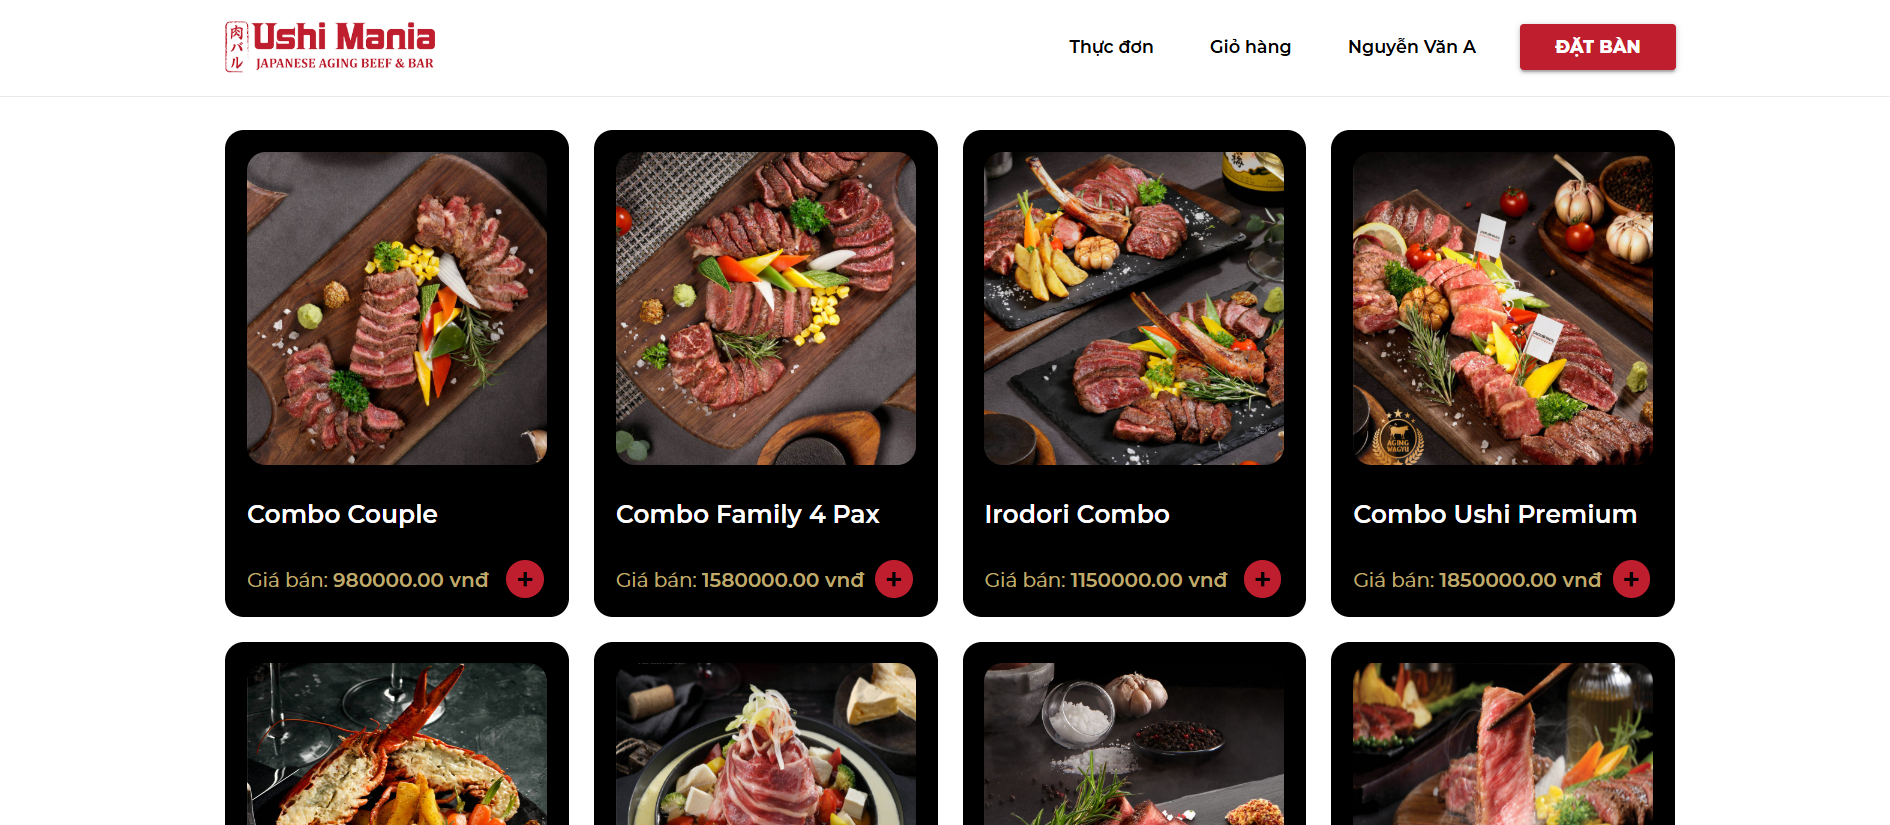 肉バル
Ushi Mania
JAPANESE AGING BEEF & BAR
Thực đơn
Giỏ hàng
Nguyễn Văn A
ĐẶT BÀN
AGING
WAGYU
Combo Couple
Combo Family 4 Pax
Irodori Combo
Combo Ushi Premium
Giá bán: 980000.00 vnđ
+
Giá bán: 1580000.00 vnđ
+
Giá bán: 1150000.00 vnđ
+
Giá bán: 1850000.00 vnđ
+